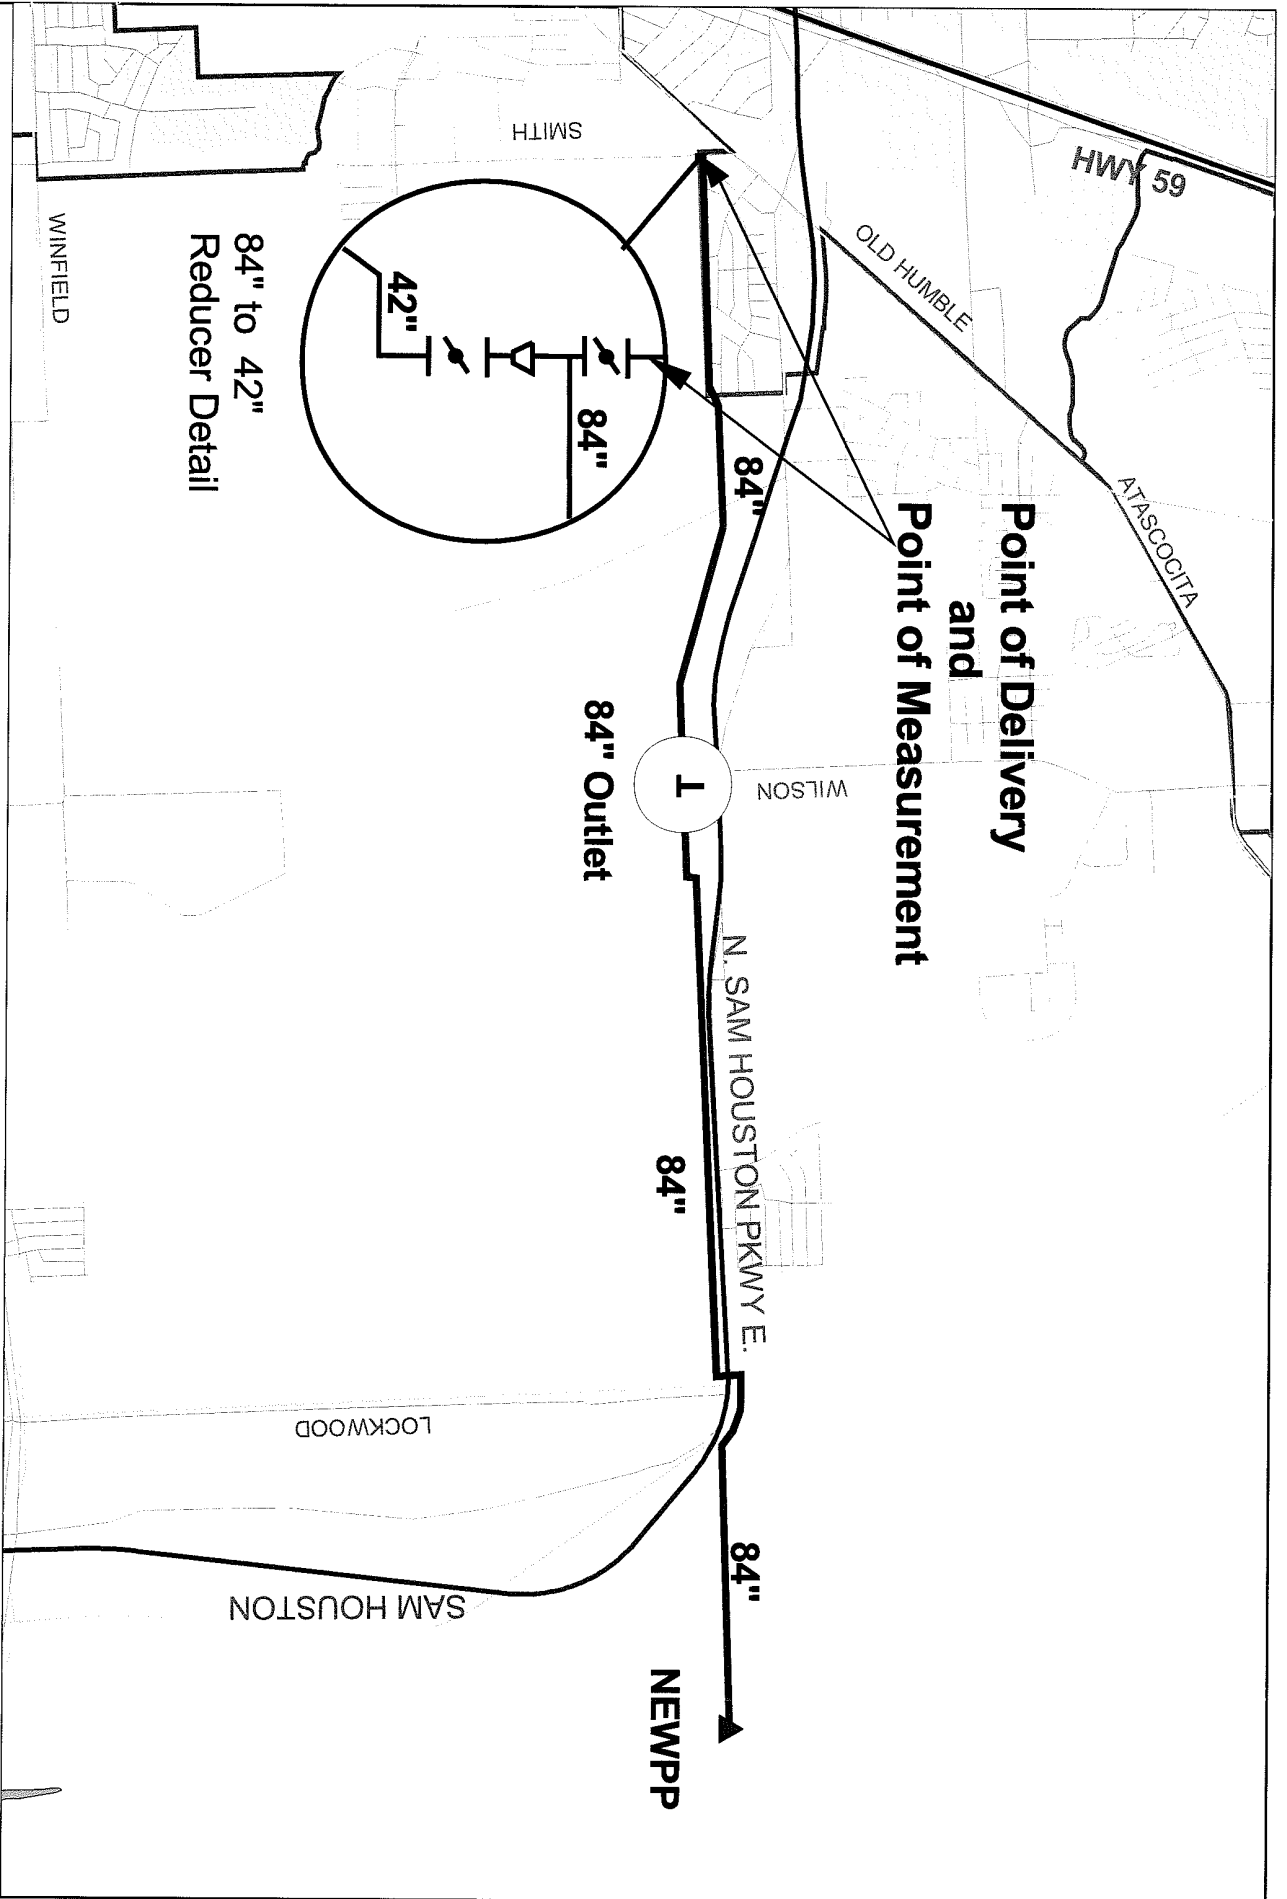 HWY 59
OLD HUMBLE
ATASCOCITA
SMITH
Point of Delivery
and
Point of Measurement
WILSON
84"
N. SAM HOUSTON PKWY E.
84" Outlet
T
84"
84"
NEWPP
42"
84"
84" to 42"
Reducer Detail
WINFIELD
LOCKWOOD
SAM HOUSTON